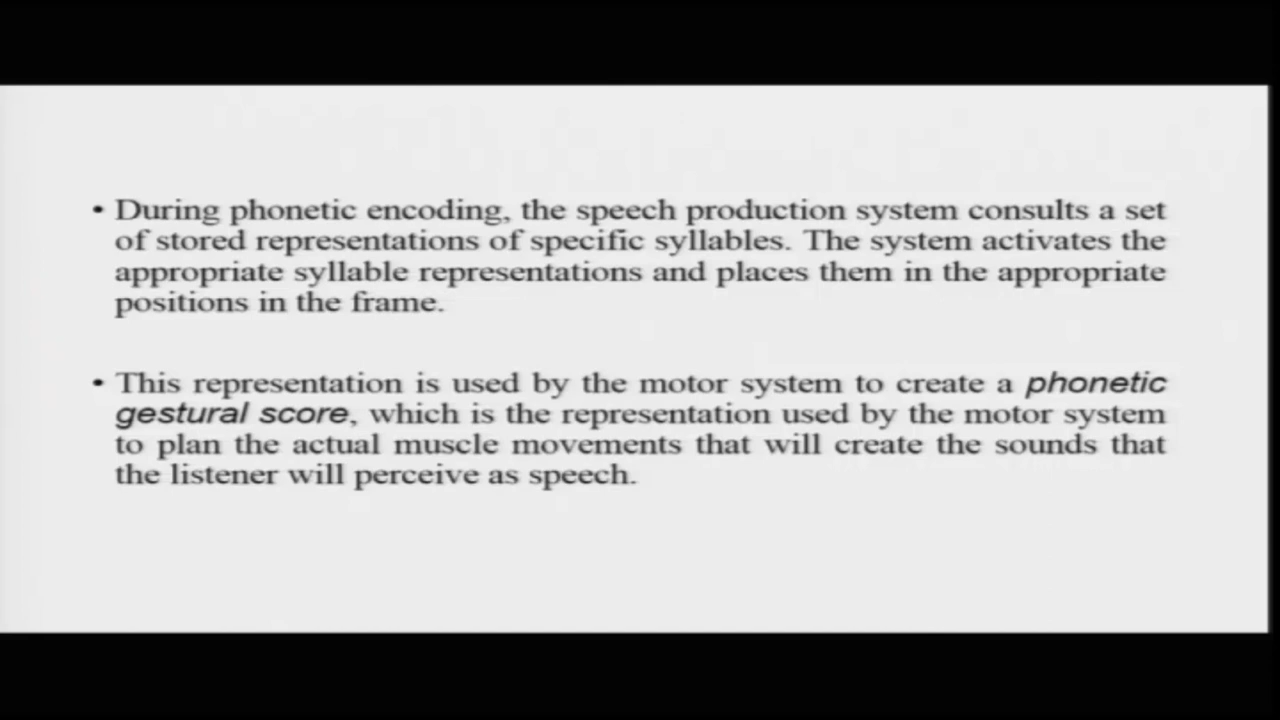 • During phonetic encoding, the speech production system consults a set
of stored representations of specific syllables. The system activates the
appropriate syllable representations and places them in the appropriate
positions in the frame.
• This representation is used by the motor system to create a phonetic
gestural score, which is the representation used by the motor system
to plan the actual muscle movements that will create the sounds that
the listener will perceive as speech.